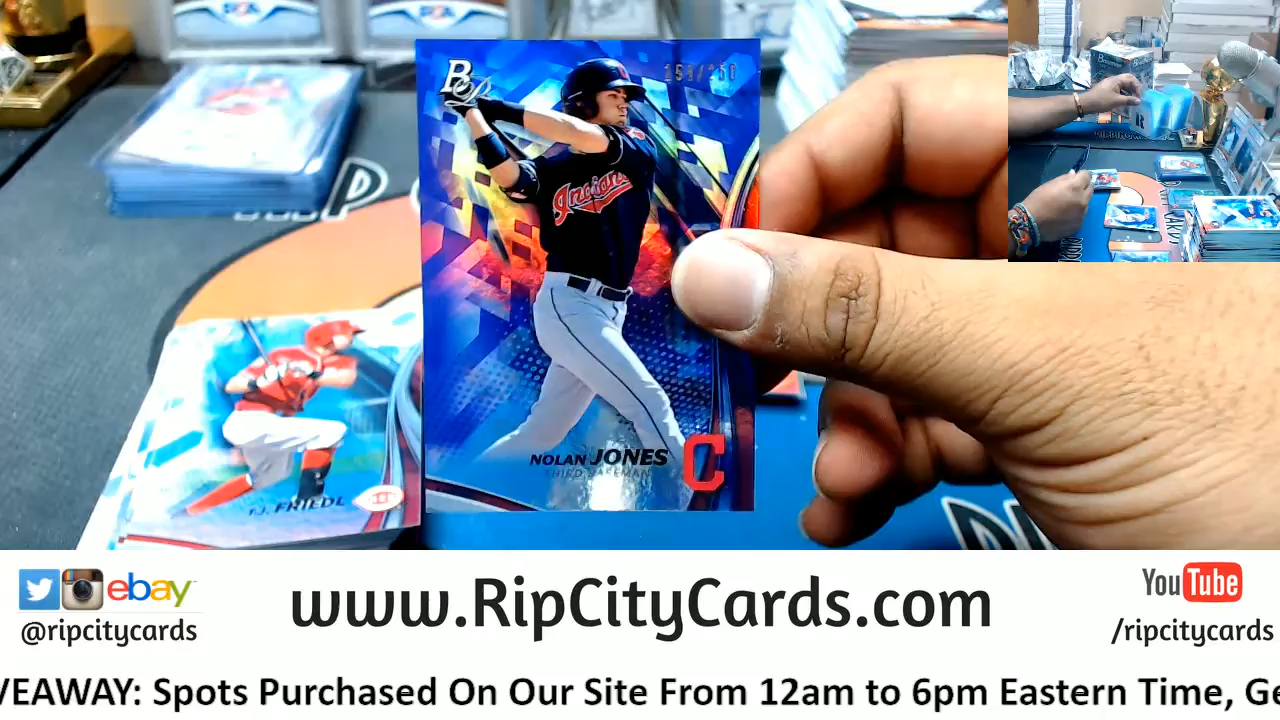 Indians
NOLAN JONES
THIRD BASEMAN
C
T.J. FRIEDL
www.RipCityCards.com
ebay
@ripcitycards
YouTube
/ripcitycards
VEAWAY: Spots Purchased On Our Site From 12am to 6pm Eastern Time, Ge